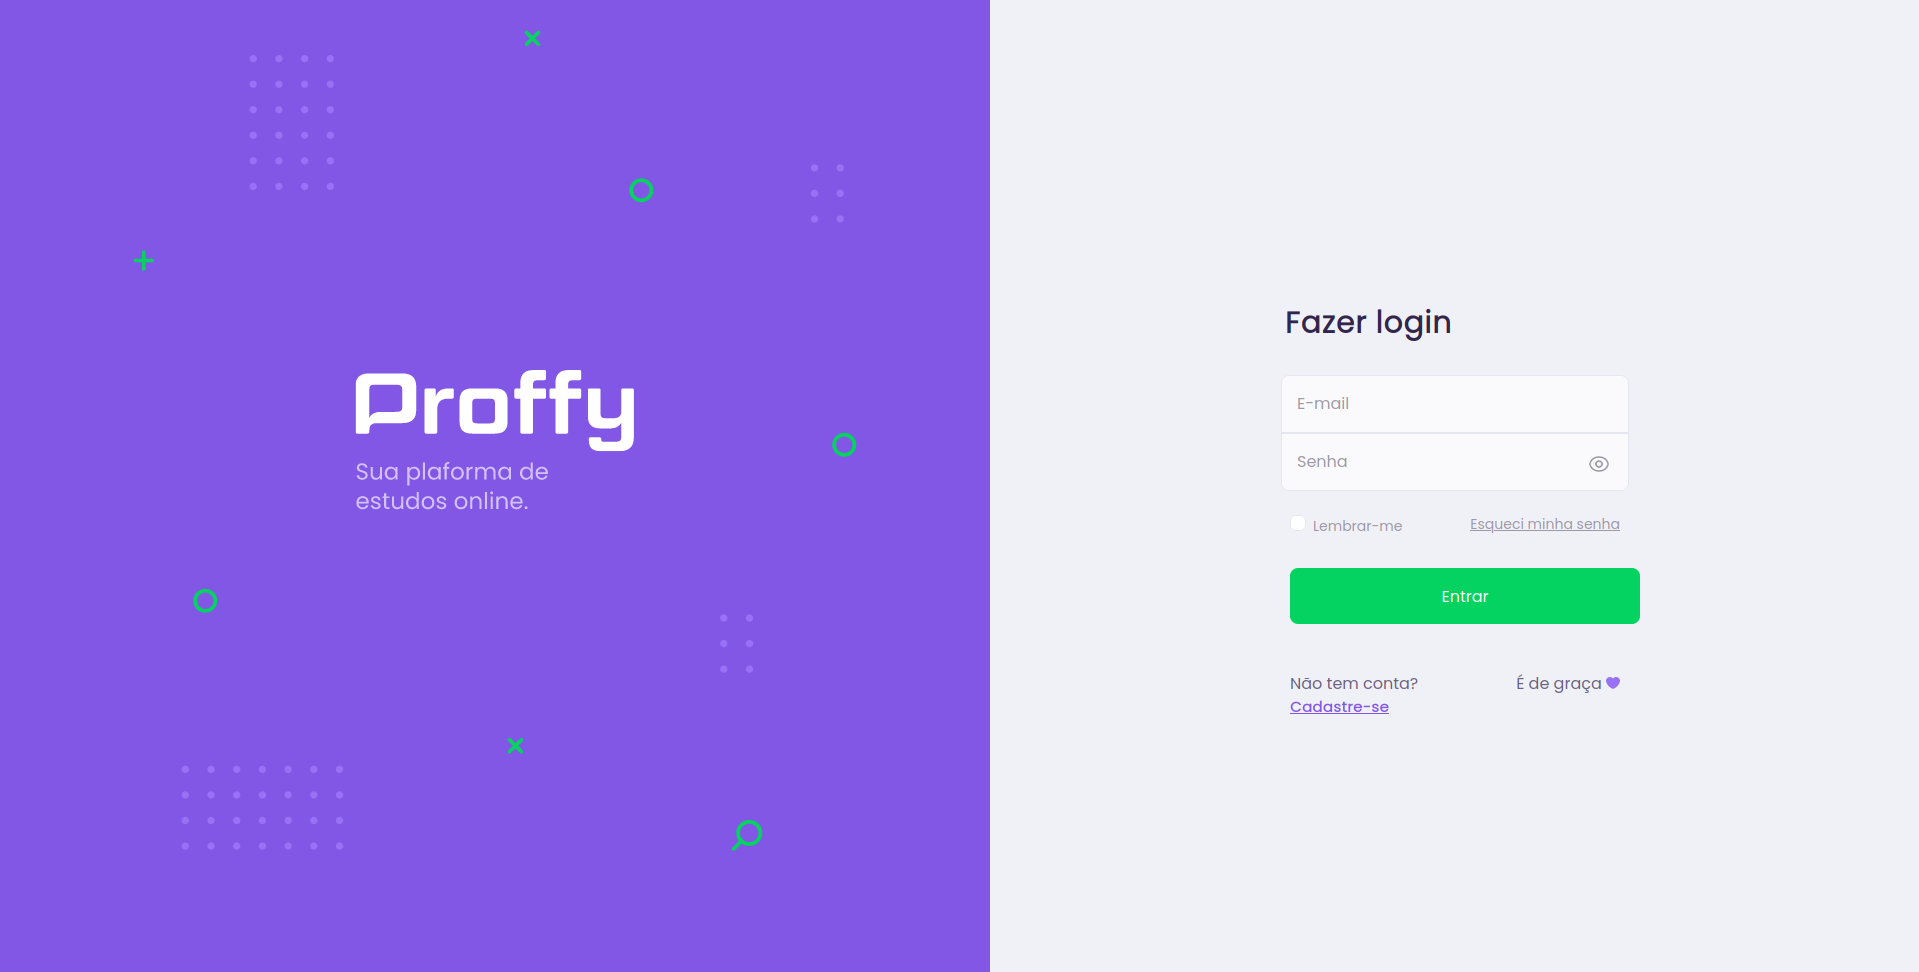 Proffy
Sua plaforma de
estudos online.
Fazer login
E-mail
Senha
Lembrar-me
Esqueci minha senha
Entrar
Não tem conta?
Cadastre-se
É de graça